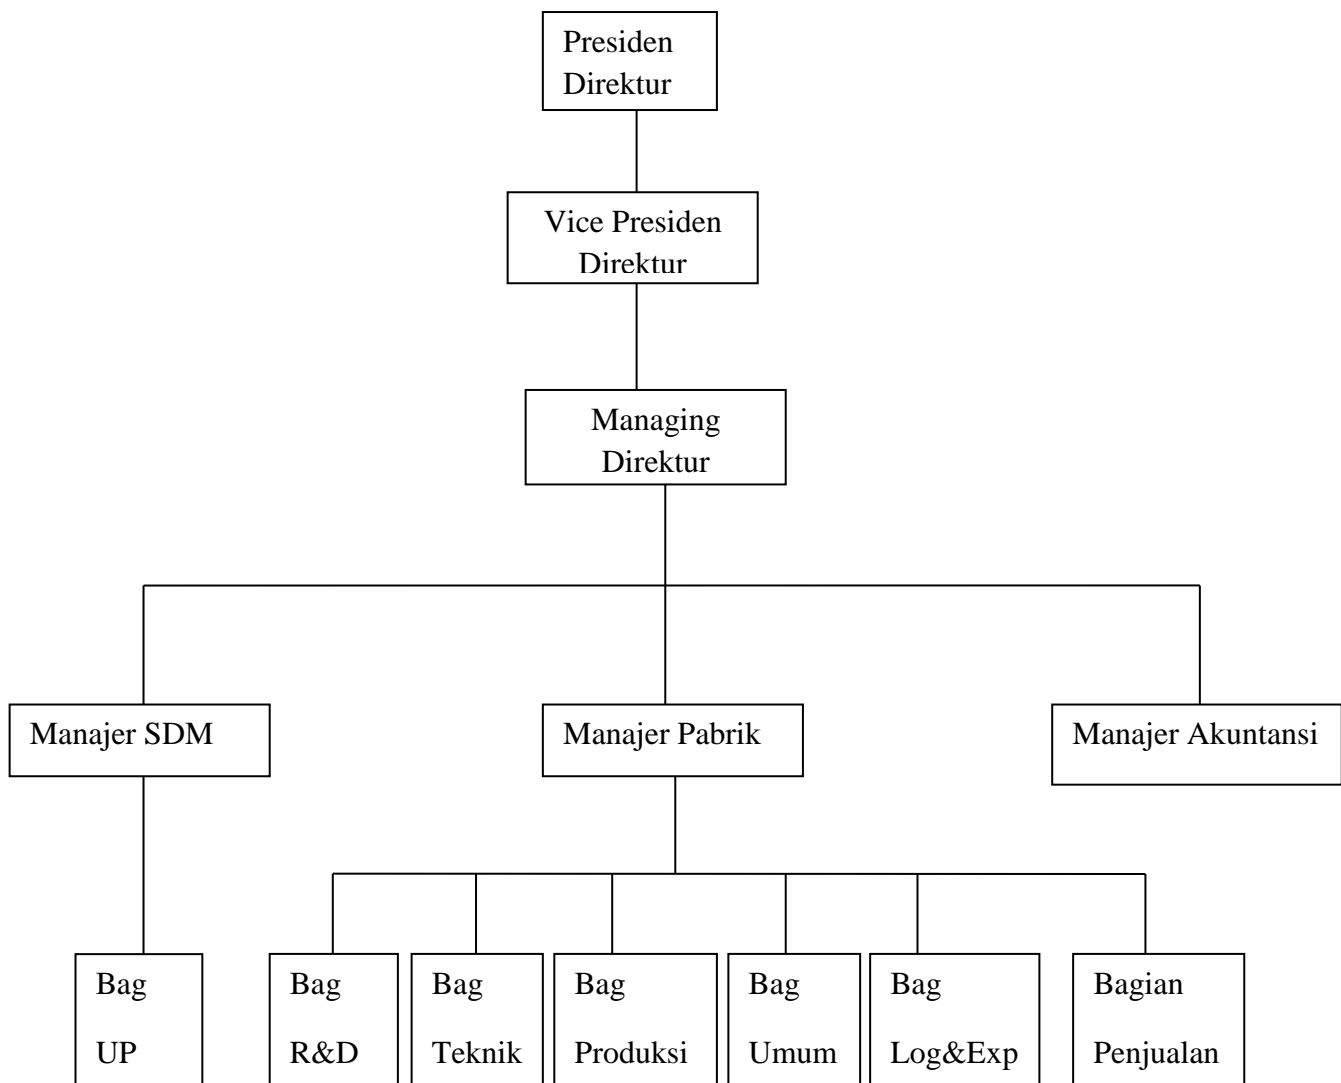 Presiden
Direktur
Vice Presiden
Direktur
Managing
Direktur
Manajer SDM
Manajer Pabrik
Manajer Akuntansi
Bag
UP
Bag
R&D
Bag
Teknik
Bag
Produksi
Bag
Umum
Bag
Log&Exp
Bagian
Penjualan